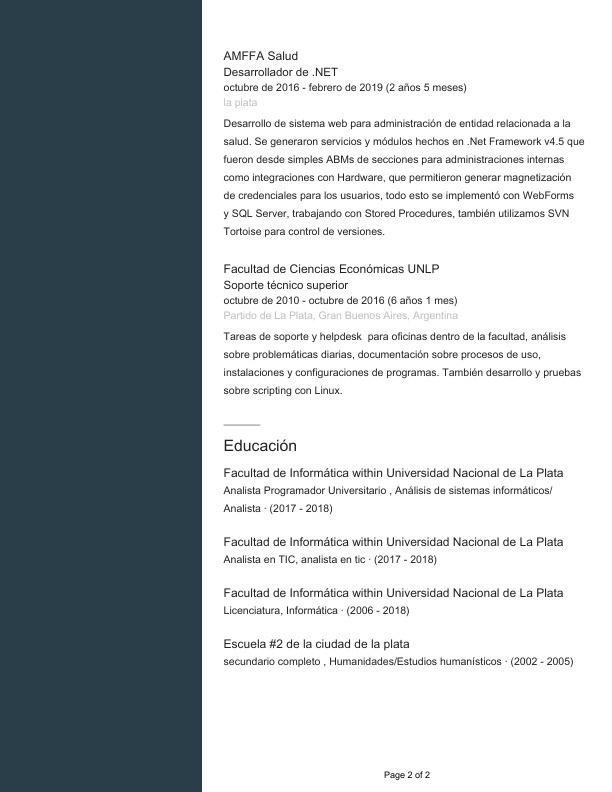 AMFFA Salud
Desarrollador de .NET
octubre de 2016 - febrero de 2019 (2 años 5 meses)
la plata
Desarrollo de sistema web para administración de entidad relacionada a la
salud. Se generaron servicios y módulos hechos en .Net Framework v4.5 que
fueron desde simples ABMs de secciones para administraciones internas
como integraciones con Hardware, que permitieron generar magnetización
de credenciales para los usuarios, todo esto se implementó con WebForms
y SQL Server, trabajando con Stored Procedures, también utilizamos SVN
Tortoise para control de versiones.
Facultad de Ciencias Económicas UNLP
Soporte técnico superior
octubre de 2010 - octubre de 2016 (6 años 1 mes)
Partido de La Plata, Gran Buenos Aires, Argentina
Tareas de soporte y helpdesk  para oficinas dentro de la facultad, análisis
sobre problemáticas diarias, documentación sobre procesos de uso,
instalaciones y configuraciones de programas. También desarrollo y pruebas
sobre scripting con Linux.
Educación
Facultad de Informática within Universidad Nacional de La Plata
Analista Programador Universitario , Análisis de sistemas informáticos/
Analista · (2017 - 2018)
Facultad de Informática within Universidad Nacional de La Plata
Analista en TIC, analista en tic · (2017 - 2018)
Facultad de Informática within Universidad Nacional de La Plata
Licenciatura, Informática · (2006 - 2018)
Escuela #2 de la ciudad de la plata
secundario completo , Humanidades/Estudios humanísticos · (2002 - 2005)
Page 2 of 2